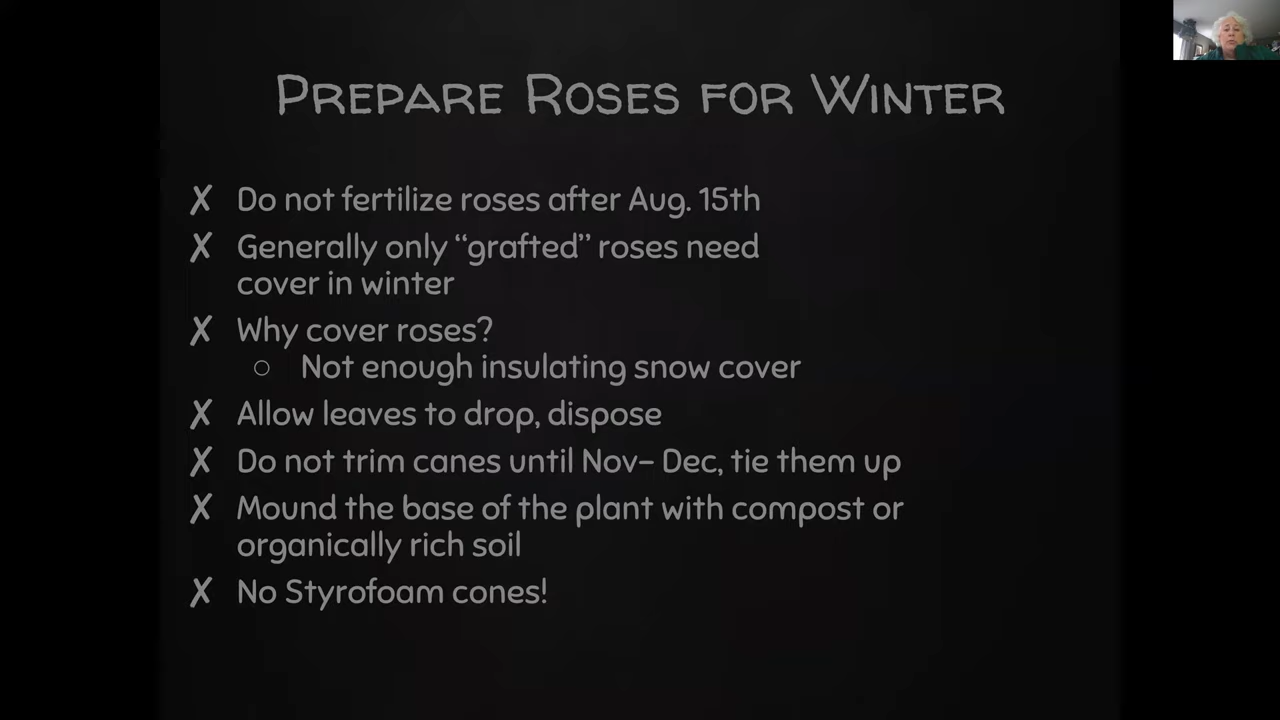 Prepare Roses for Winter
✗ Do not fertilize roses after Aug. 15th
✗ Generally only “grafted” roses need
cover in winter
✗ Why cover roses?
○ Not enough insulating snow cover
✗ Allow leaves to drop, dispose
✗ Do not trim canes until Nov– Dec, tie them up
✗ Mound the base of the plant with compost or
organically rich soil
✗ No Styrofoam cones!